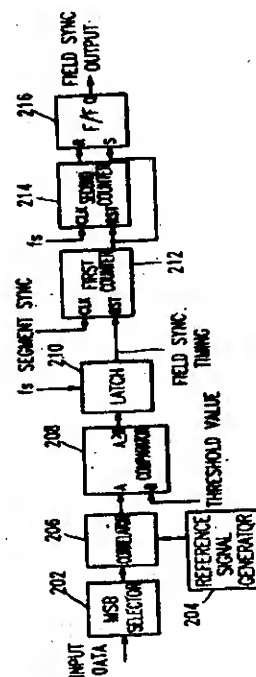 INPUT
DATA
202
MSB
SELECTOR
206
CORRELATOR
204
REFERENCE
SIGNAL
GENERATOR
208
A
COMPARATOR
THRESHOLD VALUE
210
LATCH
fs
SEGMENT SYNC
FIELD SYNC.
TIMING
CLK
FIRST
COUNTER
RST
212
fs
214
CLK
SECOND
COUNTER
RST
216
R
F/F
Q
S
FIELD SYNC
OUTPUT